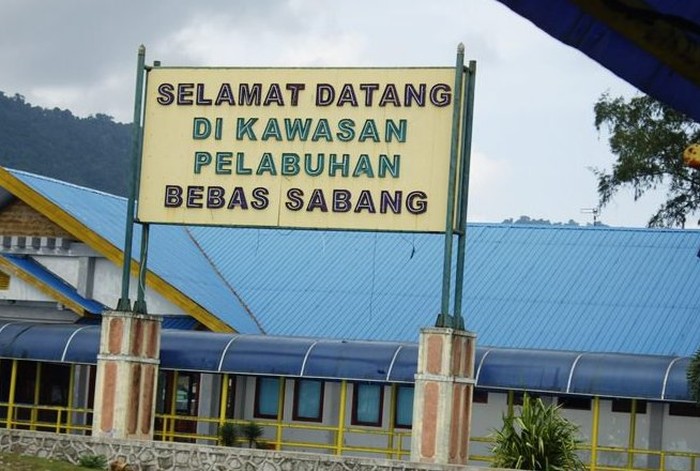 SELAMAT DATANG
DI KAWASAN
PELABUHAN
BEBAS SABANG